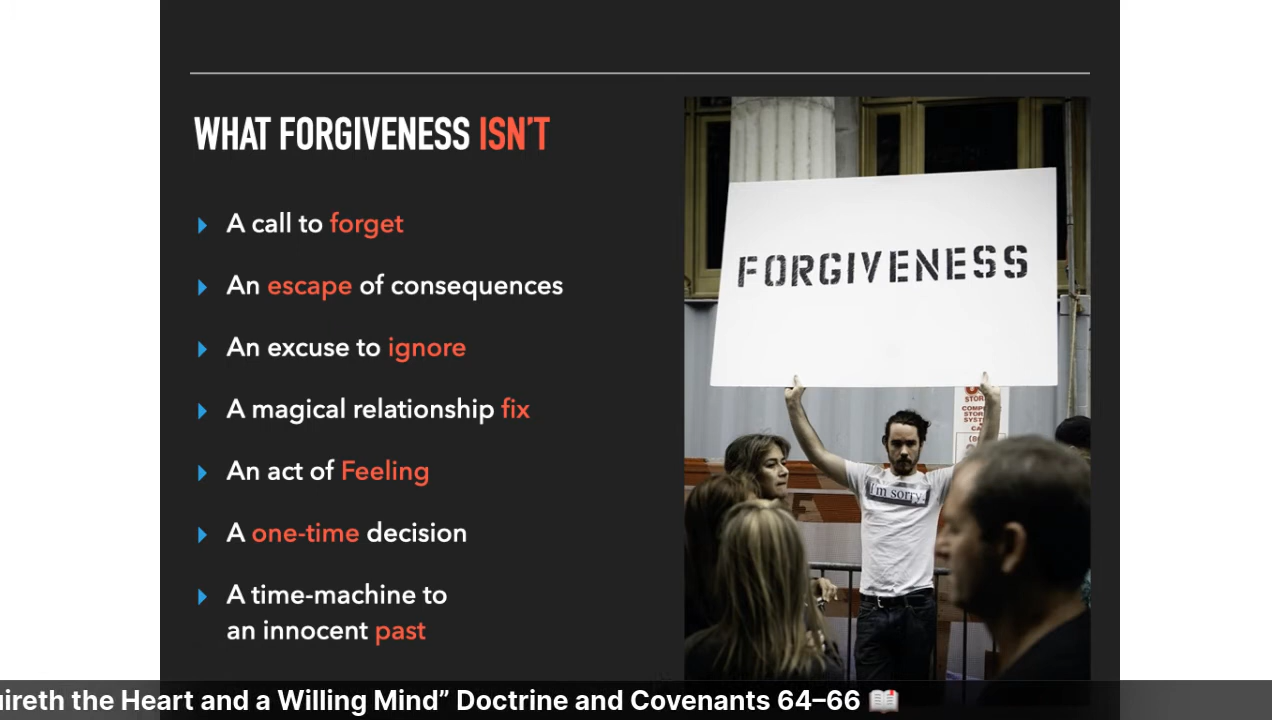 WHAT FORGIVENESS ISN'T
A call to forget
An escape of consequences
An excuse to ignore
A magical relationship fix
An act of Feeling
A one-time decision
A time-machine to
an innocent past
FORGIVENESS
I'm sorry.
uireth the Heart and a Willing Mind” Doctrine and Covenants 64–66 📖